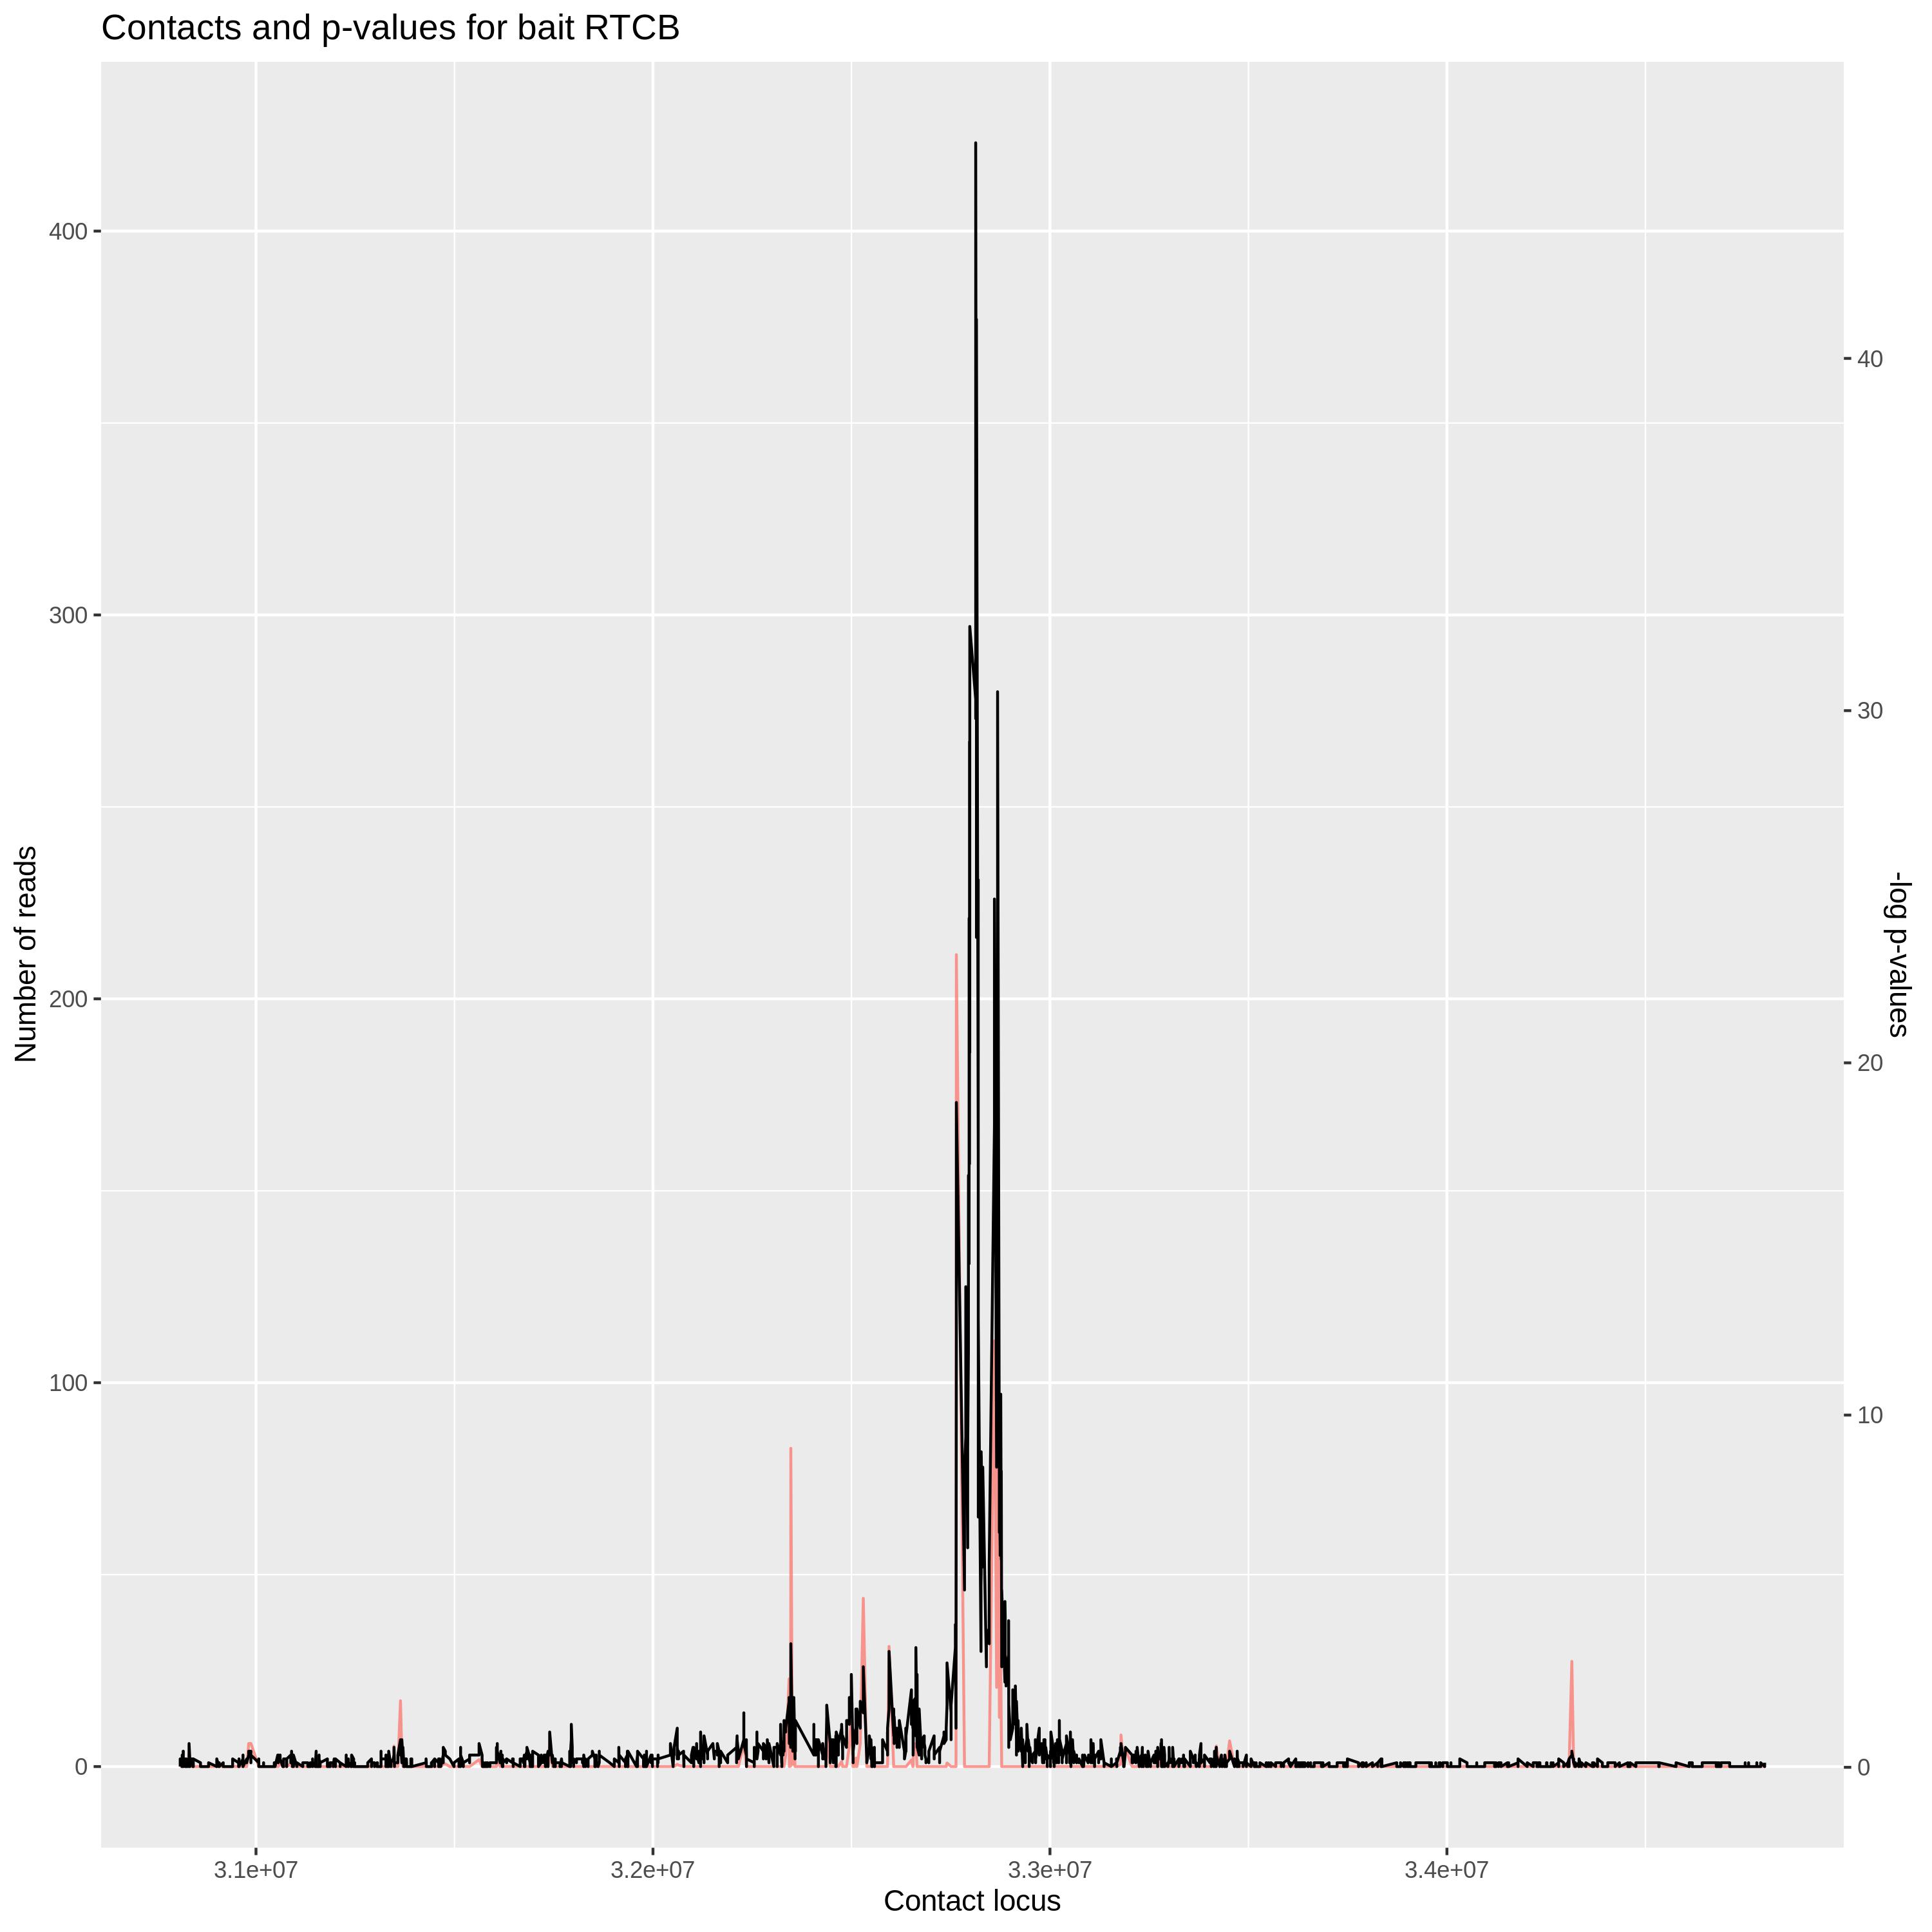 Contacts and p-values for bait RTCB
Number of reads
400
300
200
100
0
40
30
20
10
0
-log p-values
3.1e+07
3.2e+07
3.3e+07
3.4e+07
Contact locus